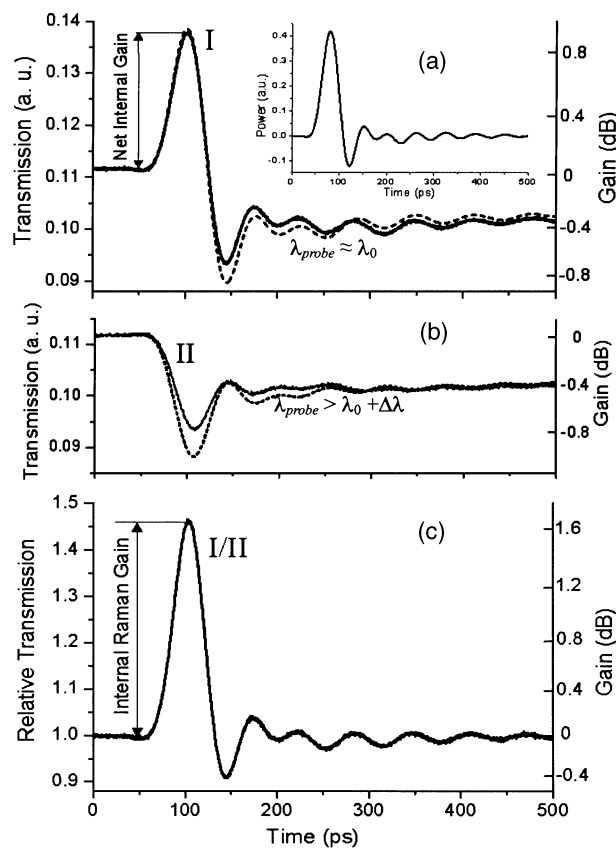 Transmission (a. u.)
0.14
0.13
0.12
0.11
0.10
0.09
Net Internal Gain
I
(a)
Power (a.u.)
0.4
0.3
0.2
0.1
0.0
-0.1
0 100 200 300 400 500
Time (ps)
λprobe ≈ λ0
0.8
0.4
0
-0.4
-0.8
Gain (dB)
Transmission (a. u.)
0.11
0.10
0.09
II
(b)
λprobe > λ0 +Δλ
0
-0.4
-0.8
Gain (dB)
Relative Transmission
1.5
1.4
1.3
1.2
1.1
1.0
0.9
Internal Raman Gain
I/II
(c)
1.6
1.2
0.8
0.4
0
-0.4
Gain (dB)
0 100 200 300 400 500
Time (ps)